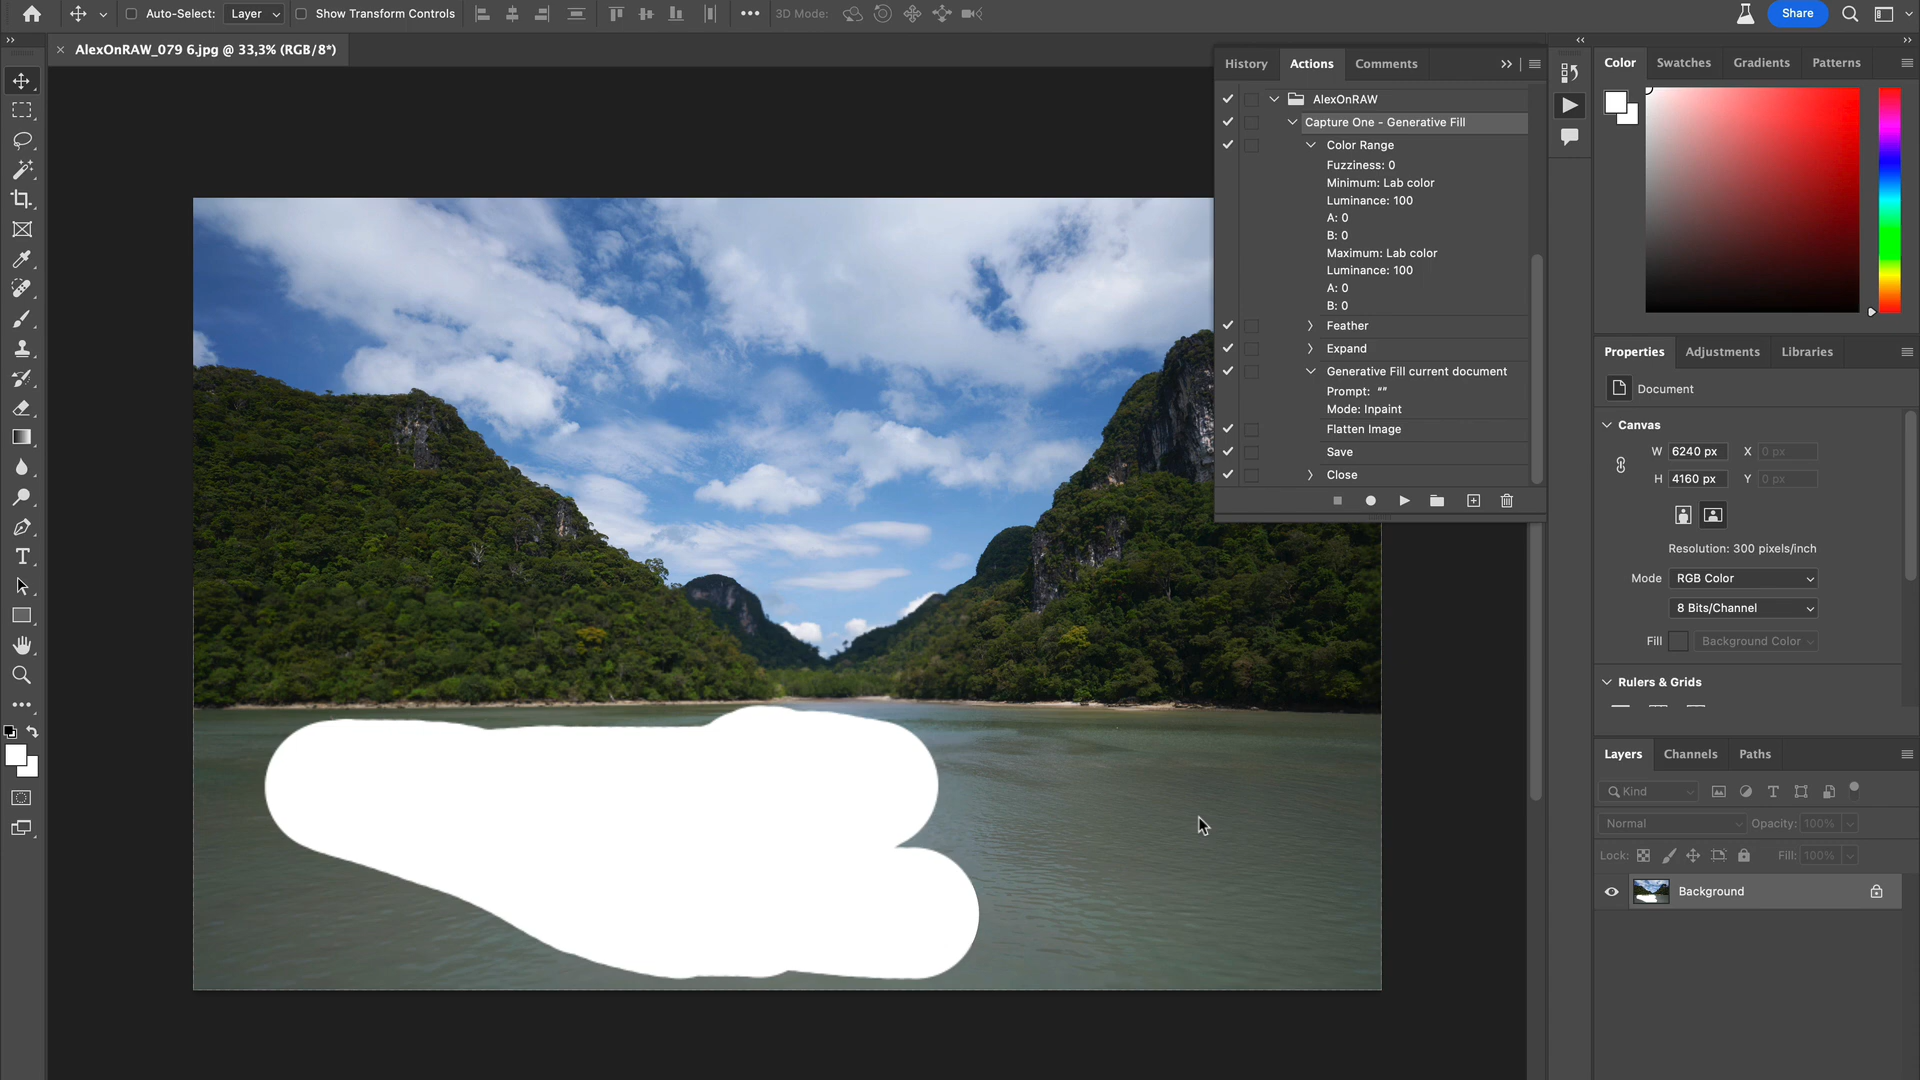 Auto-Select: Layer Show Transform Controls 3D Mode: Share
AlexOnRAW_079 6.jpg @ 33,3% (RGB/8*)
History Actions Comments
AlexOnRAW
Capture One - Generative Fill
Color Range
Fuzziness: 0
Minimum: Lab color
Luminance: 100
A: 0
B: 0
Maximum: Lab color
Luminance: 100
A: 0
B: 0
Feather
Expand
Generative Fill current document
Prompt: “”
Mode: Inpaint
Flatten Image
Save
Close
Color Swatches Gradients Patterns
Properties Adjustments Libraries
Document
Canvas
W 6240 px X 0 px
H 4160 px Y 0 px
Resolution: 300 pixels/inch
Mode RGB Color
8 Bits/Channel
Fill Background Color
Rulers & Grids
Layers Channels Paths
Kind
Normal Opacity: 100%
Lock: Fill: 100%
Background